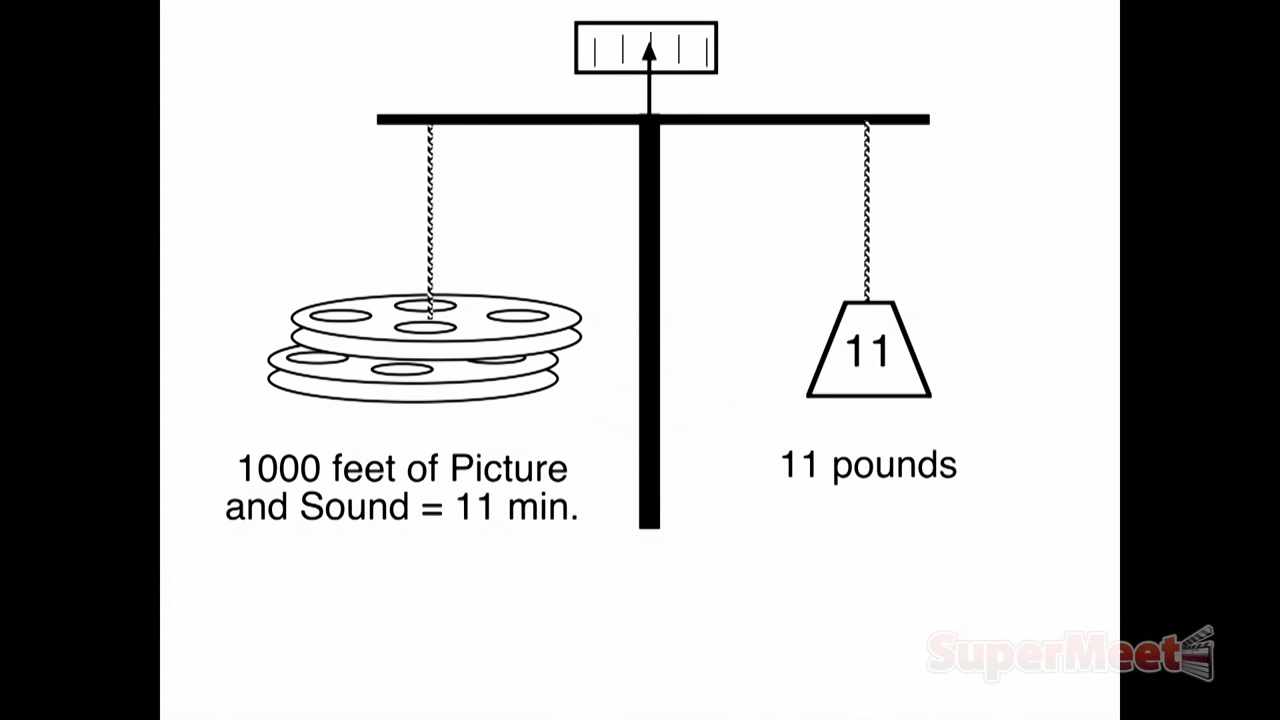 11
1000 feet of Picture
and Sound = 11 min.
11 pounds
SuperMeet